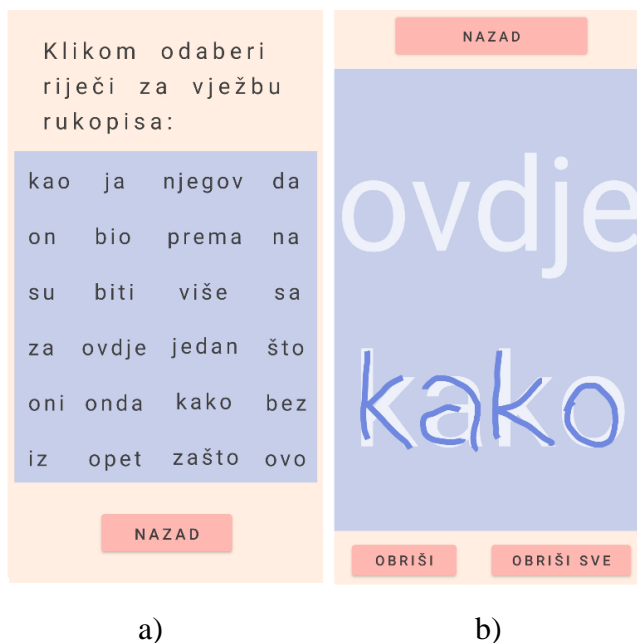 Klikom odaberi
riječi za vježbu
rukopisa:
kao ja njegov da
on bio prema na
su biti više sa
za ovdje jedan što
oni onda kako bez
iz opet zašto ovo
NAZAD
a)
NAZAD
ovdje
kako
OBRIŠI OBRIŠI SVE
b)